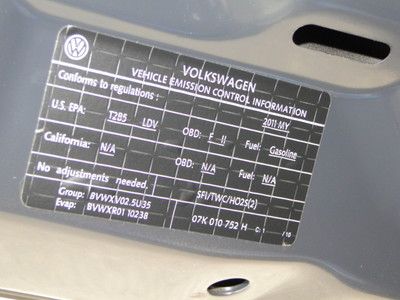 VOLKSWAGEN
VEHICLE EMISSION CONTROL INFORMATION
Conforms to regulations : 2011 MY
U.S. EPA: T2B5 LDV OBD: F II Fuel: Gasoline
California: N/A OBD: N/A Fuel: N/A
No adjustments needed.
Group: BVWXV02.5U35 SFI/TWC/HO2S(2)
Evap: BVWXR0110238 07K 010 752 H